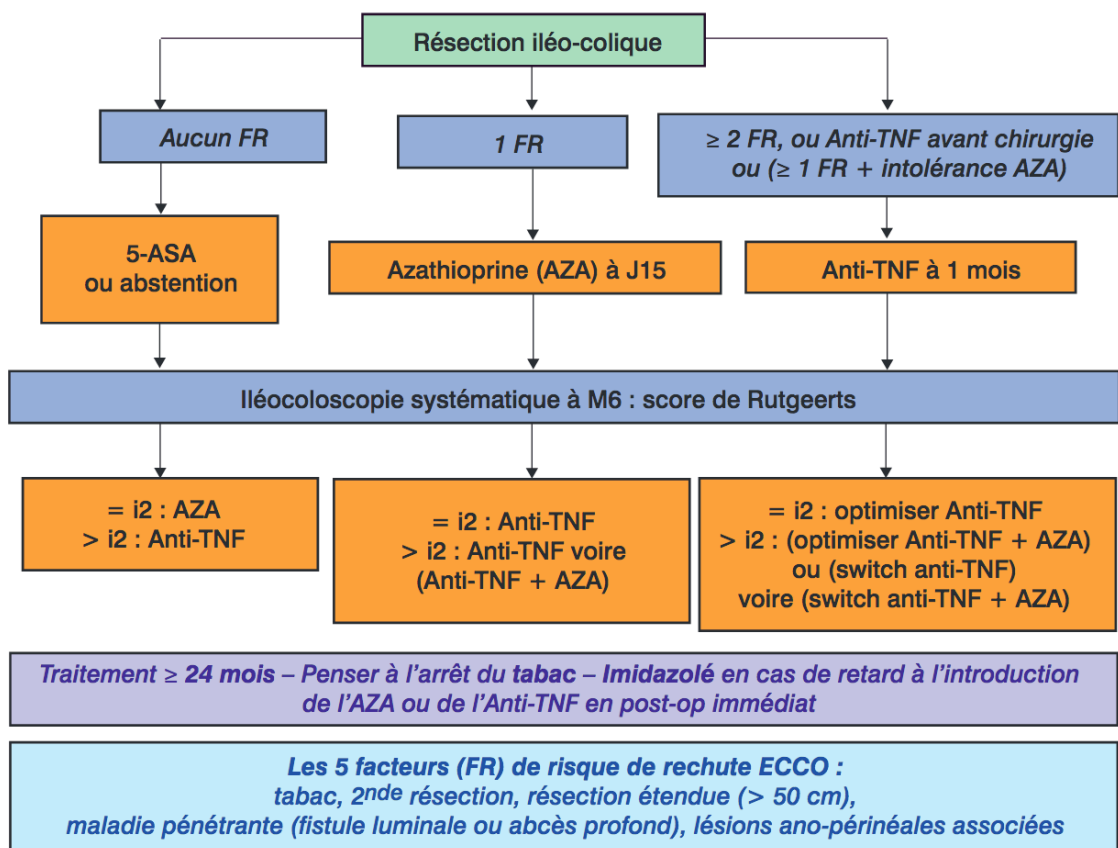 Résection iléo-colique
Aucun FR
1 FR
≥ 2 FR, ou Anti-TNF avant chirurgie
ou (≥ 1 FR + intolérance AZA)
5-ASA
ou abstention
Azathioprine (AZA) à J15
Anti-TNF à 1 mois
Iléocoloscopie systématique à M6 : score de Rutgeerts
= i2 : AZA
> i2 : Anti-TNF
= i2 : Anti-TNF
> i2 : Anti-TNF voire
(Anti-TNF + AZA)
= i2 : optimiser Anti-TNF
> i2 : (optimiser Anti-TNF + AZA)
ou (switch anti-TNF)
voire (switch anti-TNF + AZA)
Traitement ≥ 24 mois – Penser à l’arrêt du tabac – Imidazolé en cas de retard à l’introduction
de l’AZA ou de l’Anti-TNF en post-op immédiat
Les 5 facteurs (FR) de risque de rechute ECCO :
tabac, 2nde résection, résection étendue (> 50 cm),
maladie pénétrante (fistule luminale ou abcès profond), lésions ano-périnéales associées